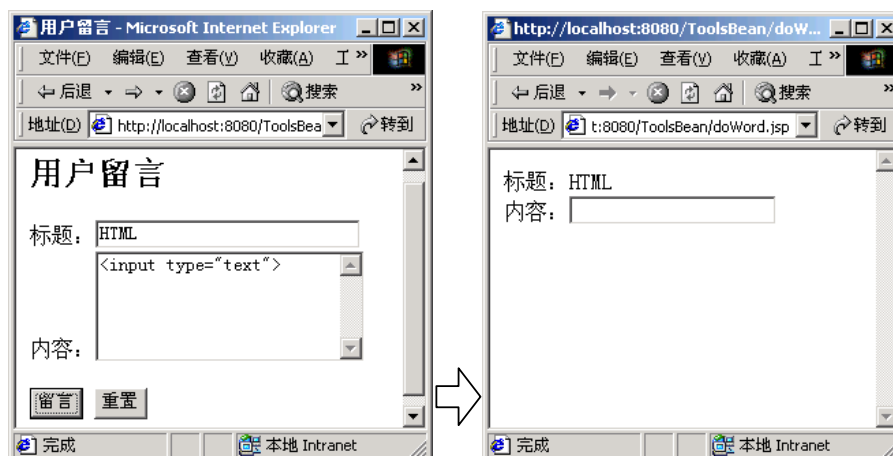 用户留言 - Microsoft Internet Explorer
文件(F) 编辑(E) 查看(V) 收藏(A) 工 »
后退 搜索 »
地址(D) http://localhost:8080/ToolsBea 转到
用户留言
标题: HTML
<input type="text">
内容:
留言 重置
完成 本地 Intranet
http://localhost:8080/ToolsBean/doW...
文件(F) 编辑(E) 查看(V) 收藏(A) 工 »
后退 搜索 »
地址(D) t:8080/ToolsBean/doWord.jsp 转到
标题: HTML
内容:
完成 本地 Intranet